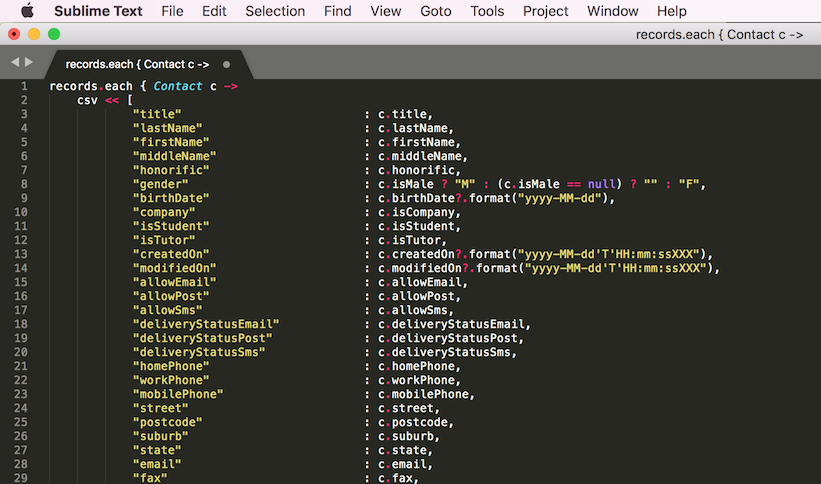 Sublime Text File Edit Selection Find View Goto Tools Project Window Help
records.each { Contact c ->
records.each { Contact c ->
1 records.each { Contact c ->
2 csv << [
3 "title" : c.title,
4 "lastName" : c.lastName,
5 "firstName" : c.firstName,
6 "middleName" : c.middleName,
7 "honorific" : c.honorific,
8 "gender" : c.isMale ? "M" : (c.isMale == null) ? "" : "F",
9 "birthDate" : c.birthDate?.format("yyyy-MM-dd"),
10 "company" : c.isCompany,
11 "isStudent" : c.isStudent,
12 "isTutor" : c.isTutor,
13 "createdOn" : c.createdOn?.format("yyyy-MM-dd'T'HH:mm:ssXXX"),
14 "modifiedOn" : c.modifiedOn?.format("yyyy-MM-dd'T'HH:mm:ssXXX"),
15 "allowEmail" : c.allowEmail,
16 "allowPost" : c.allowPost,
17 "allowSms" : c.allowSms,
18 "deliveryStatusEmail" : c.deliveryStatusEmail,
19 "deliveryStatusPost" : c.deliveryStatusPost,
20 "deliveryStatusSms" : c.deliveryStatusSms,
21 "homePhone" : c.homePhone,
22 "workPhone" : c.workPhone,
23 "mobilePhone" : c.mobilePhone,
24 "street" : c.street,
25 "postcode" : c.postcode,
26 "suburb" : c.suburb,
27 "state" : c.state,
28 "email" : c.email,
29 "fax" : c.fax,